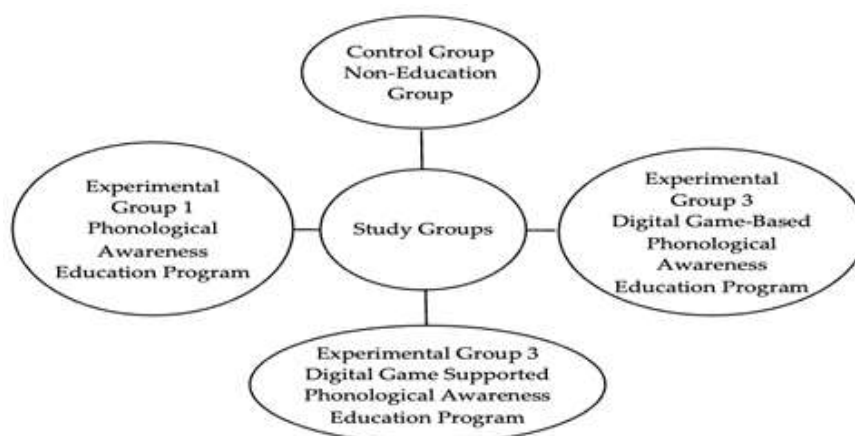 Control Group
Non-Education
Group
Experimental
Group 1
Phonological
Awareness
Education Program
Study Groups
Experimental
Group 3
Digital Game-Based
Phonological
Awareness
Education Program
Experimental Group 3
Digital Game Supported
Phonological Awareness
Education Program